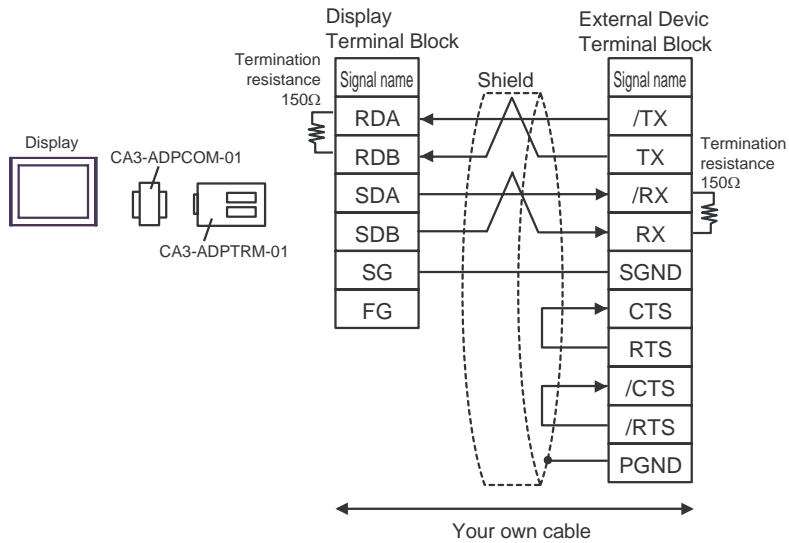 Display
Terminal Block
External Devic
Terminal Block
Termination
resistance
150Ω
Signal name
Shield
Signal name
RDA
/TX
RDB
TX
Termination
resistance
150Ω
Display
CA3-ADPCOM-01
CA3-ADPTRM-01
SDA
/RX
SDB
RX
SG
SGND
FG
CTS
RTS
/CTS
/RTS
PGND
Your own cable